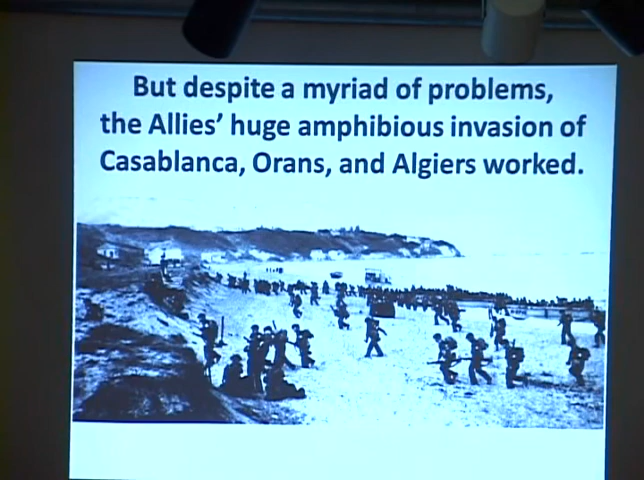 But despite a myriad of problems,
the Allies’ huge amphibious invasion of
Casablanca, Orans, and Algiers worked.